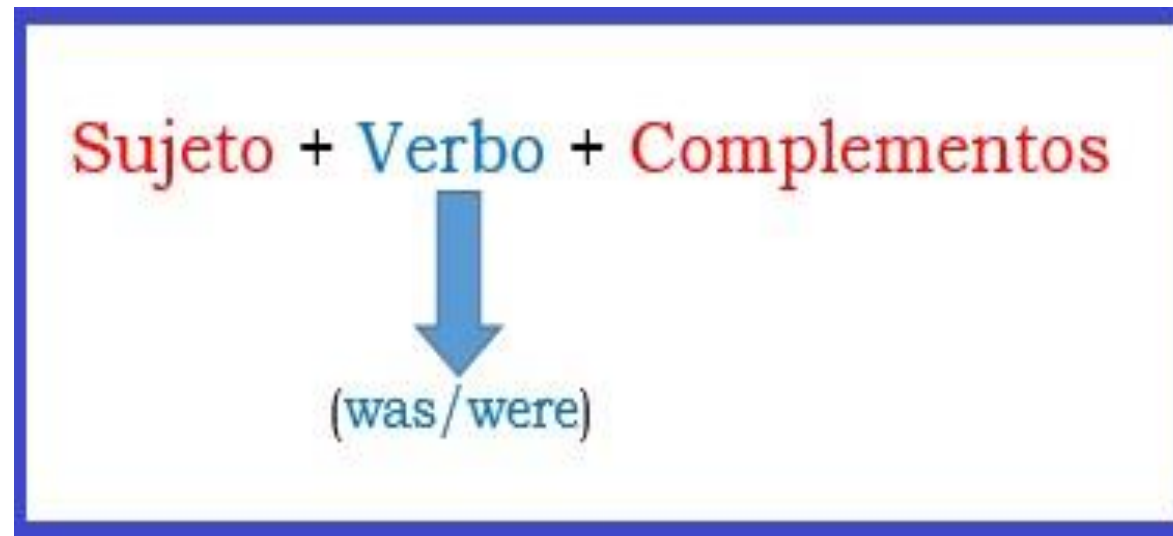 Sujeto + Verbo + Complementos
(was/were)